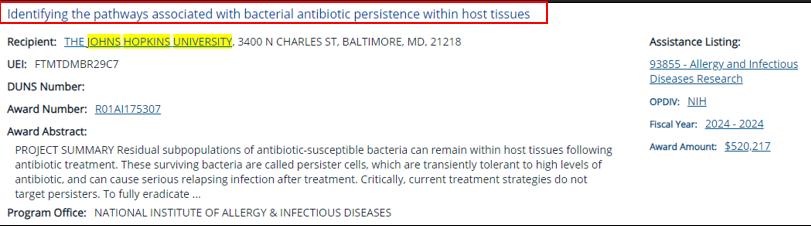 Identifying the pathways associated with bacterial antibiotic persistence within host tissues
Recipient: THE JOHNS HOPKINS UNIVERSITY, 3400 N CHARLES ST, BALTIMORE, MD, 21218
UEI: FTMTDMBR29C7
DUNS Number:
Award Number: R01AI175307
Award Abstract:
PROJECT SUMMARY Residual subpopulations of antibiotic-susceptible bacteria can remain within host tissues following
antibiotic treatment. These surviving bacteria are called persister cells, which are transiently tolerant to high levels of
antibiotic, and can cause serious relapsing infection after treatment. Critically, current treatment strategies do not
target persisters. To fully eradicate ...
Program Office: NATIONAL INSTITUTE OF ALLERGY & INFECTIOUS DISEASES
Assistance Listing:
93855 - Allergy and Infectious
Diseases Research
OPDIV: NIH
Fiscal Year: 2024 - 2024
Award Amount: $520,217